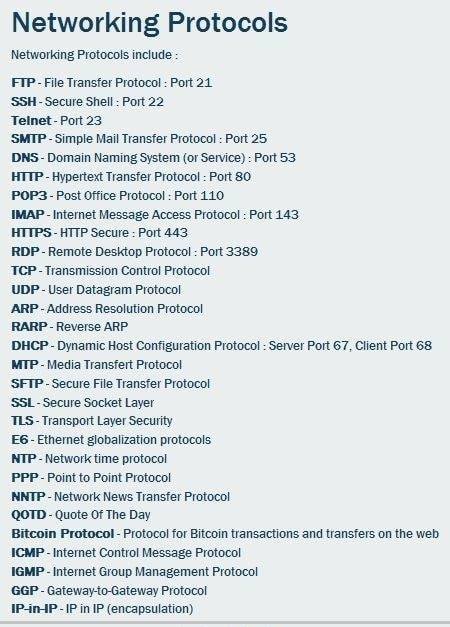 Networking Protocols
Networking Protocols include :
FTP - File Transfer Protocol : Port 21
SSH - Secure Shell : Port 22
Telnet - Port 23
SMTP - Simple Mail Transfer Protocol : Port 25
DNS - Domain Naming System (or Service) : Port 53
HTTP - Hypertext Transfer Protocol : Port 80
POP3 - Post Office Protocol : Port 110
IMAP - Internet Message Access Protocol : Port 143
HTTPS - HTTP Secure : Port 443
RDP - Remote Desktop Protocol : Port 3389
TCP - Transmission Control Protocol
UDP - User Datagram Protocol
ARP - Address Resolution Protocol
RARP - Reverse ARP
DHCP - Dynamic Host Configuration Protocol : Server Port 67, Client Port 68
MTP - Media Transfert Protocol
SFTP - Secure File Transfer Protocol
SSL - Secure Socket Layer
TLS - Transport Layer Security
E6 - Ethernet globalization protocols
NTP - Network time protocol
PPP - Point to Point Protocol
NNTP - Network News Transfer Protocol
QOTD - Quote Of The Day
Bitcoin Protocol - Protocol for Bitcoin transactions and transfers on the web
ICMP - Internet Control Message Protocol
IGMP - Internet Group Management Protocol
GGP - Gateway-to-Gateway Protocol
IP-in-IP - IP in IP (encapsulation)